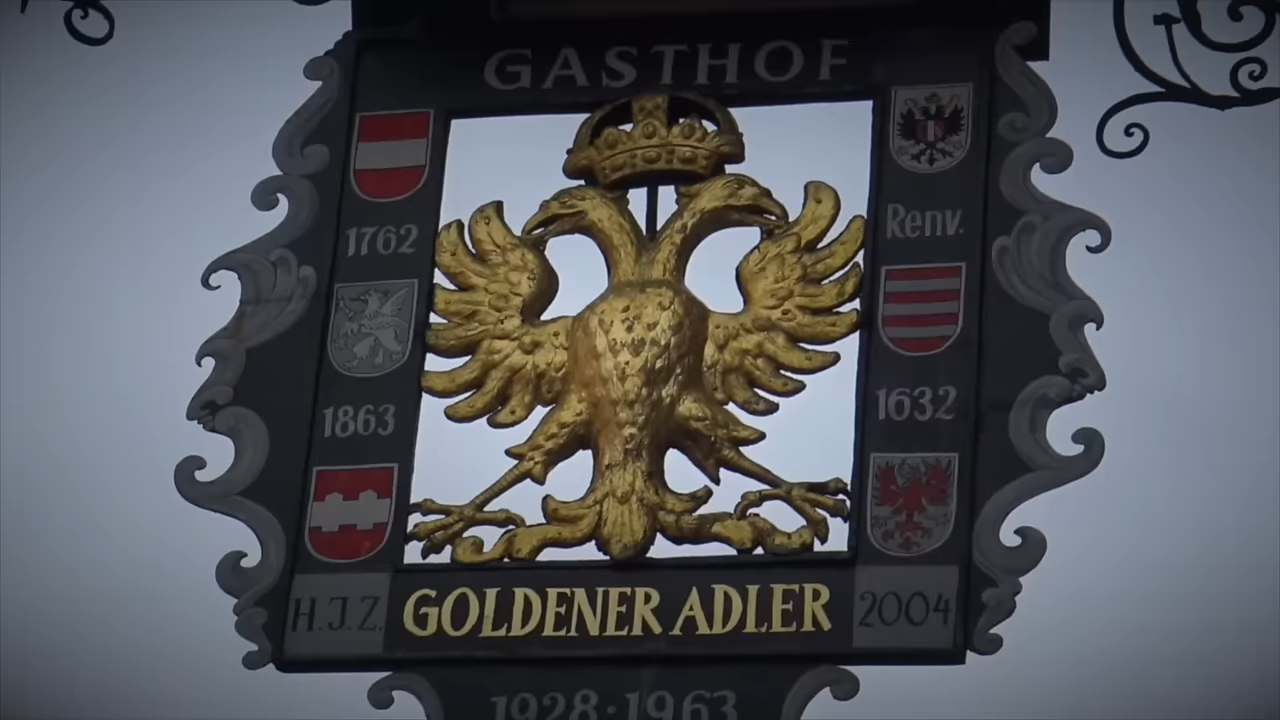 GASTHOF
1762
Renv.
1863
1632
H.J.Z.
GOLDENER ADLER
2004
1928·1963